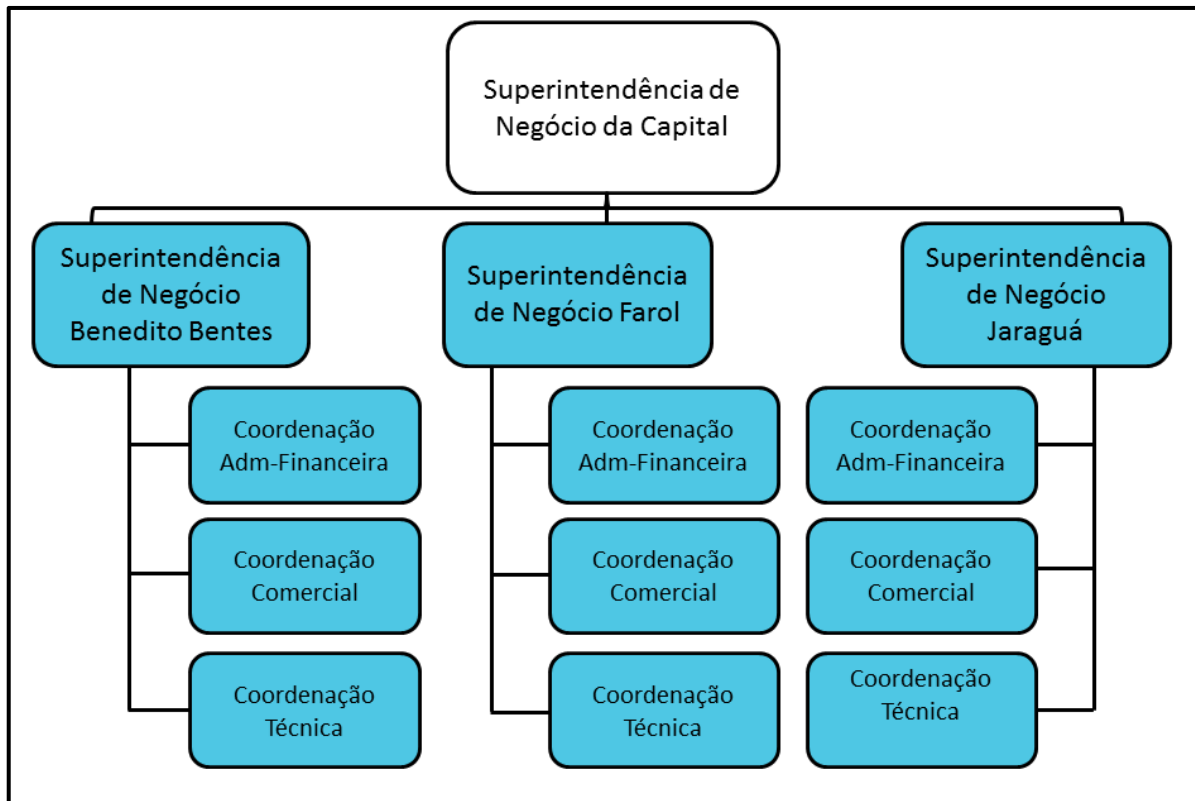 Superintendência de
Negócio da Capital
Superintendência
de Negócio
Benedito Bentes
Superintendência
de Negócio Farol
Superintendência
de Negócio
Jaraguá
Coordenação
Adm-Financeira
Coordenação
Adm-Financeira
Coordenação
Adm-Financeira
Coordenação
Comercial
Coordenação
Comercial
Coordenação
Comercial
Coordenação
Técnica
Coordenação
Técnica
Coordenação
Técnica